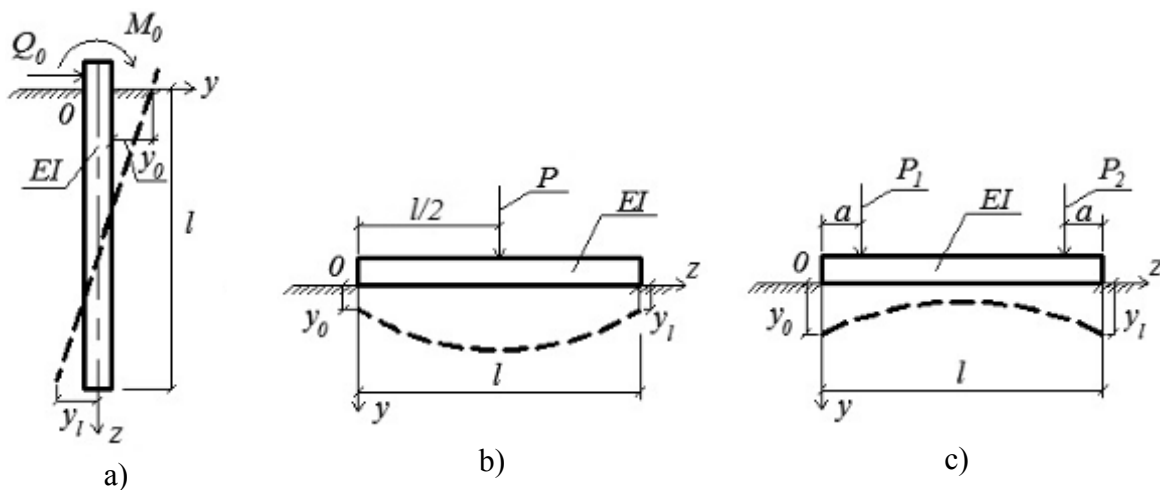 M₀
Q₀
y
0
EI
y₀
l
yₗ
z
a)
P
l/2
EI
0
z
y₀
yₗ
l
y
b)
P₁
P₂
a
EI
a
0
z
y₀
yₗ
l
y
c)